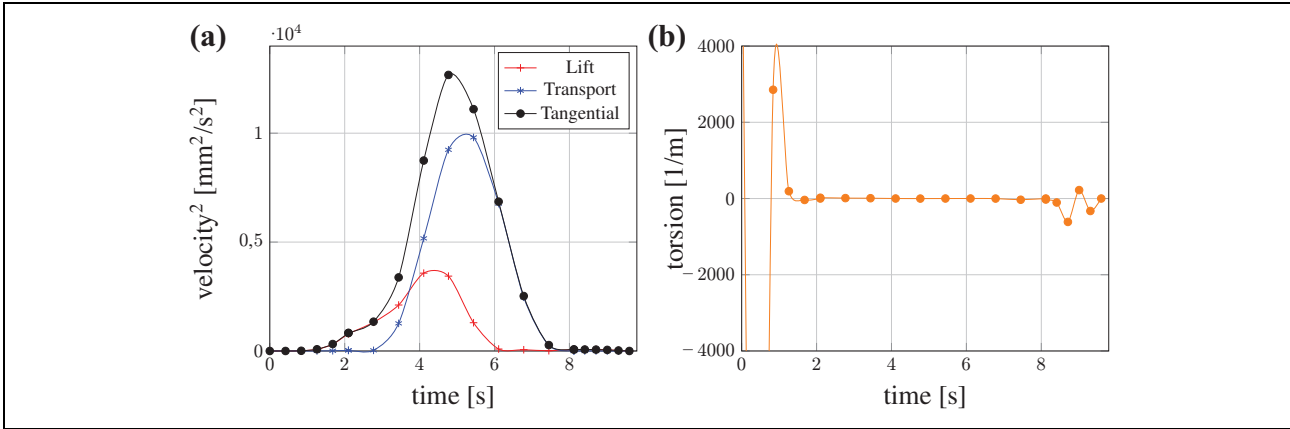 (a)
·10⁴
velocity² [mm²/s²]
1
0,5
0
0 2 4 6 8
time [s]
Lift
Transport
Tangential
(b)
torsion [1/m]
4000
2000
0
−2000
−4000
0 2 4 6 8
time [s]